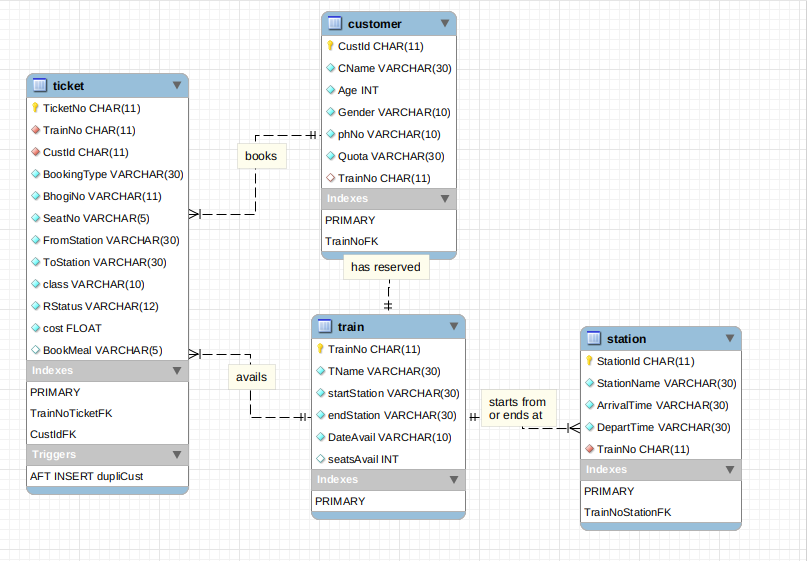 customer
CustId CHAR(11)
CName VARCHAR(30)
Age INT
Gender VARCHAR(10)
phNo VARCHAR(10)
Quota VARCHAR(30)
TrainNo CHAR(11)
Indexes
PRIMARY
TrainNoFK
ticket
TicketNo CHAR(11)
TrainNo CHAR(11)
CustId CHAR(11)
BookingType VARCHAR(30)
BhogiNo VARCHAR(11)
SeatNo VARCHAR(5)
FromStation VARCHAR(30)
ToStation VARCHAR(30)
class VARCHAR(10)
RStatus VARCHAR(12)
cost FLOAT
BookMeal VARCHAR(5)
Indexes
PRIMARY
TrainNoTicketFK
CustIdFK
Triggers
AFT INSERT dupliCust
books
has reserved
avails
train
TrainNo CHAR(11)
TName VARCHAR(30)
startStation VARCHAR(30)
endStation VARCHAR(30)
DateAvail VARCHAR(10)
seatsAvail INT
Indexes
PRIMARY
starts from
or ends at
station
StationId CHAR(11)
StationName VARCHAR(30)
ArrivalTime VARCHAR(30)
DepartTime VARCHAR(30)
TrainNo CHAR(11)
Indexes
PRIMARY
TrainNoStationFK